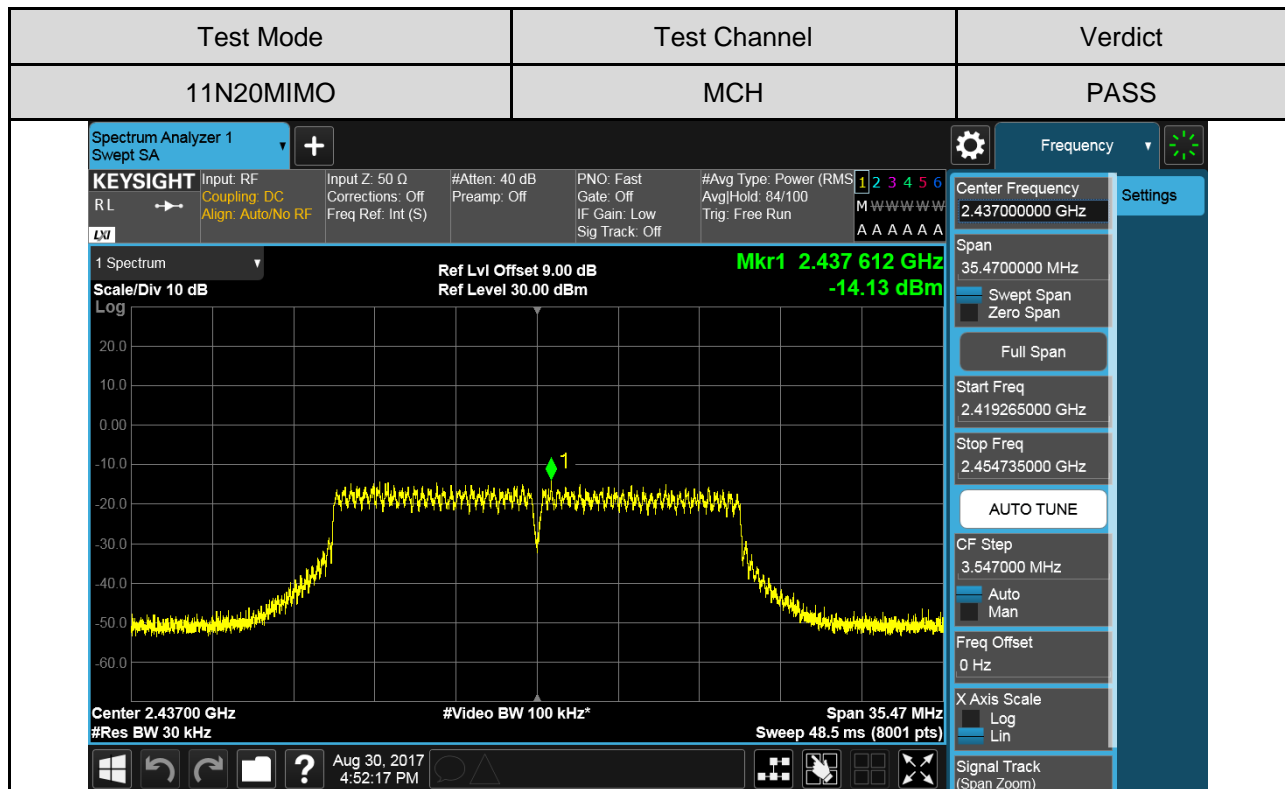 Test Mode Test Channel Verdict
11N20MIMO MCH PASS
Spectrum Analyzer 1
Swept SA
+
Frequency
KEYSIGHT
RL
LXI
Input: RF
Coupling: DC
Align: Auto/No RF
Input Z: 50 Ω
Corrections: Off
Freq Ref: Int (S)
#Atten: 40 dB
Preamp: Off
PNO: Fast
Gate: Off
IF Gain: Low
Sig Track: Off
#Avg Type: Power (RMS
Avg|Hold: 84/100
Trig: Free Run
1 2 3 4 5 6
M W W W W W
A A A A A A
1 Spectrum
Scale/Div 10 dB
Ref Lvl Offset 9.00 dB
Ref Level 30.00 dBm
Mkr1 2.437 612 GHz
-14.13 dBm
Log
20.0
10.0
0.00
-10.0
-20.0
-30.0
-40.0
-50.0
-60.0
1
Center 2.43700 GHz
#Res BW 30 kHz
#Video BW 100 kHz*
Span 35.47 MHz
Sweep 48.5 ms (8001 pts)
?
Aug 30, 2017
4:52:17 PM
Center Frequency
2.437000000 GHz
Span
35.4700000 MHz
Swept Span
Zero Span
Full Span
Start Freq
2.419265000 GHz
Stop Freq
2.454735000 GHz
AUTO TUNE
CF Step
3.547000 MHz
Auto
Man
Freq Offset
0 Hz
X Axis Scale
Log
Lin
Signal Track
(Span Zoom)
Settings